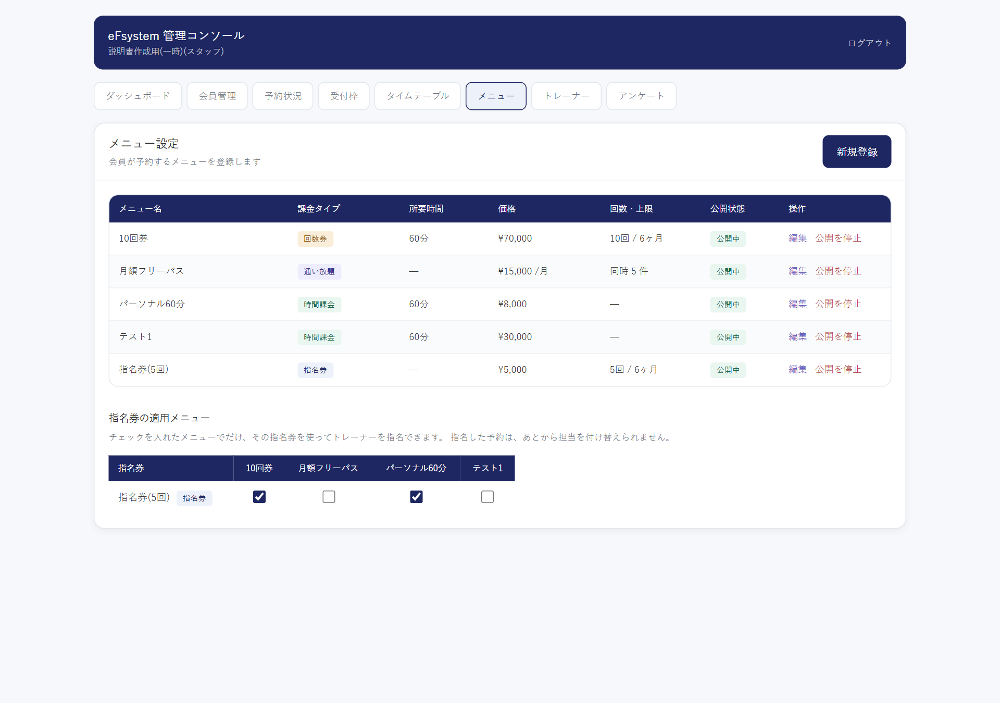 eFsystem 管理コンソール
説明書作成用(一時)(スタッフ)
ログアウト
ダッシュボード 会員管理 予約状況 受付枠 タイムテーブル メニュー トレーナー アンケート
メニュー設定
会員が予約するメニューを登録します
新規登録
メニュー名 課金タイプ 所要時間 価格 回数・上限 公開状態 操作
10回券 回数券 60分 ¥70,000 10回 / 6ヶ月 公開中 編集 公開を停止
月額フリーパス 通い放題 — ¥15,000 /月 同時 5 件 公開中 編集 公開を停止
パーソナル60分 時間課金 60分 ¥8,000 — 公開中 編集 公開を停止
テスト1 時間課金 60分 ¥30,000 — 公開中 編集 公開を停止
指名券(5回) 指名券 — ¥5,000 5回 / 6ヶ月 公開中 編集 公開を停止
指名券の適用メニュー
チェックを入れたメニューでだけ、その指名券を使ってトレーナーを指名できます。 指名した予約は、あとから担当を付け替えられません。
指名券 10回券 月額フリーパス パーソナル60分 テスト1
指名券(5回) 指名券